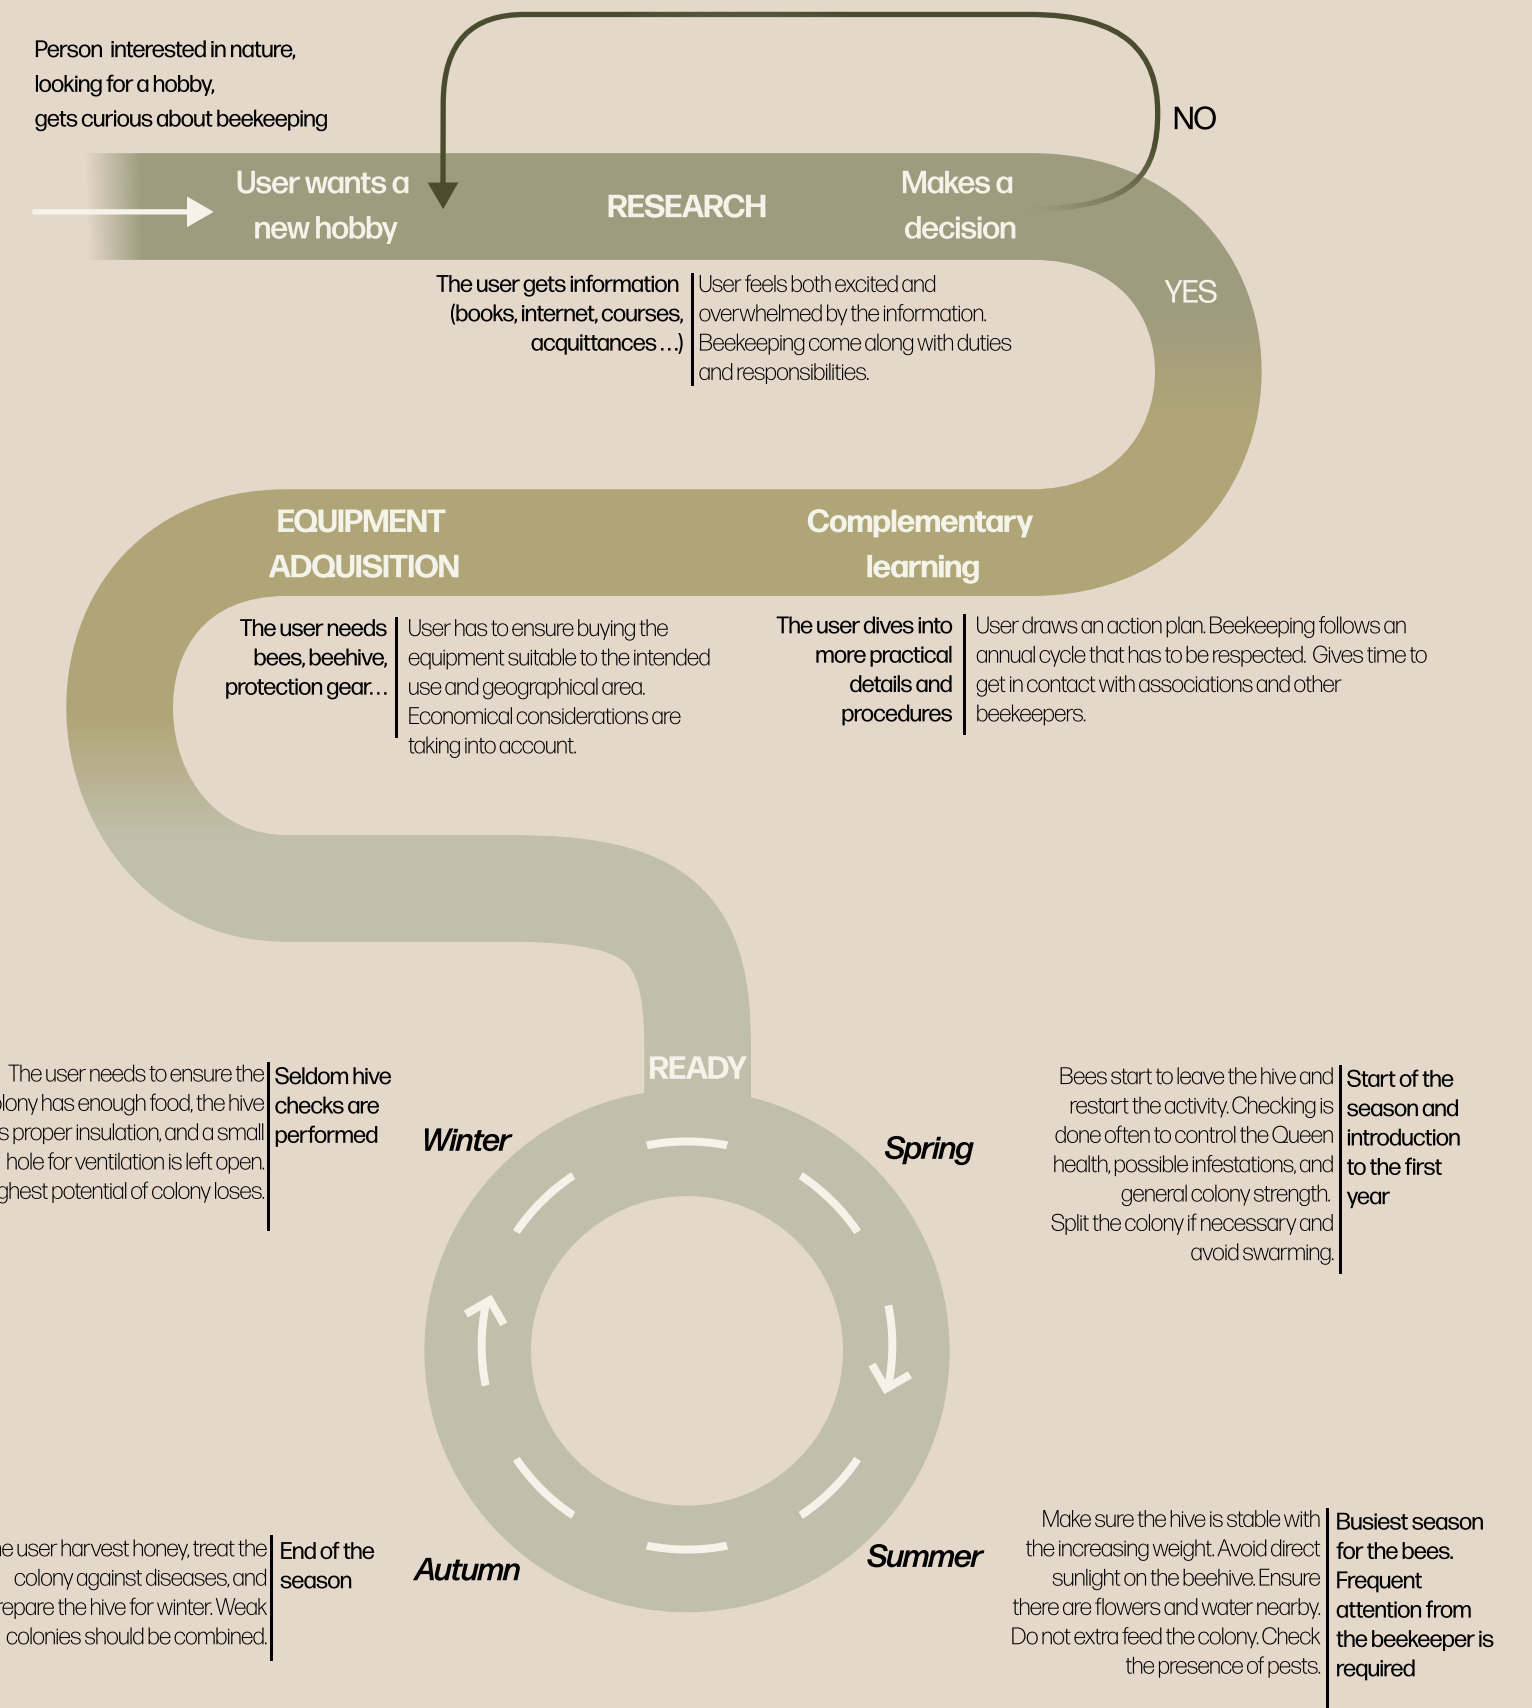 Person interested in nature,
looking for a hobby,
gets curious about beekeeping
NO
User wants a
new hobby
RESEARCH
Makes a
decision
YES
The user gets information
(books, internet, courses,
acquittances ...)
User feels both excited and
overwhelmed by the information.
Beekeeping come along with duties
and responsibilities.
EQUIPMENT
ADQUISITION
Complementary
learning
The user needs
bees, beehive,
protection gear...
User has to ensure buying the
equipment suitable to the intended
use and geographical area.
Economical considerations are
taking into account.
The user dives into
more practical
details and
procedures
User draws an action plan. Beekeeping follows an
annual cycle that has to be respected. Gives time to
get in contact with associations and other
beekeepers.
READY
The user needs to ensure the
has enough food, the hive
proper insulation, and a small
hole for ventilation is left open.
potential of colony loses.
Seldom hive
checks are
performed
Winter
Spring
Bees start to leave the hive and
restart the activity. Checking is
done often to control the Queen
health, possible infestations, and
general colony strength.
Split the colony if necessary and
avoid swarming.
Start of the
season and
introduction
to the first
year
user harvest honey, treat the
colony against diseases, and
the hive for winter. Weak
colonies should be combined.
End of the
season
Autumn
Summer
Make sure the hive is stable with
the increasing weight. Avoid direct
sunlight on the beehive. Ensure
there are flowers and water nearby.
Do not extra feed the colony. Check
the presence of pests.
Busiest season
for the bees.
Frequent
attention from
the beekeeper is
required